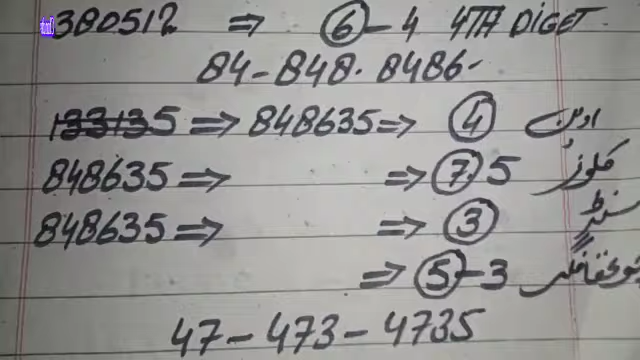 380512 ⇒ 6-4 4TH DIGET
84-848. 8486-
133135 ⇒ 848635 ⇒ 4 اوپن
848635 ⇒ ⇒ 7.5 کلوز
848635 ⇒ ⇒ 3 سنٹر
⇒ 5-3
47-473-4735